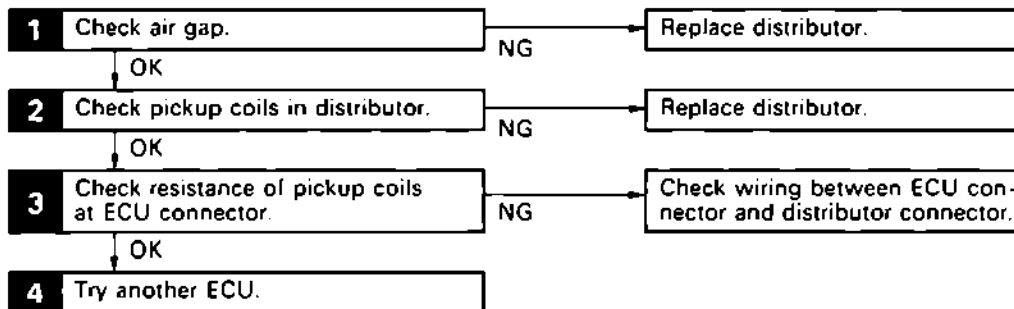 1 Check air gap.
NG
Replace distributor.
OK
2 Check pickup coils in distributor.
NG
Replace distributor.
OK
3 Check resistance of pickup coils
at ECU connector.
NG
Check wiring between ECU con-
nector and distributor connector.
OK
4 Try another ECU.